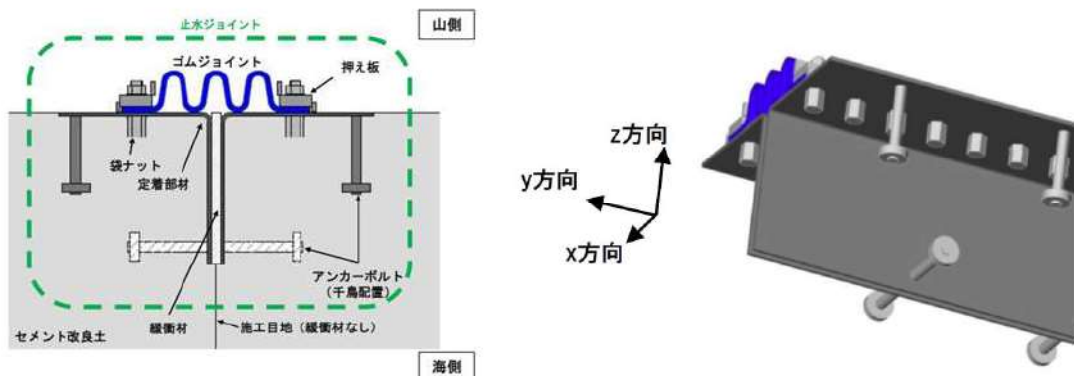 止水ジョイント
山側
ゴムジョイント
押え板
袋ナット
定着部材
アンカーボルト
(千鳥配置)
緩衝材
施工目地(緩衝材なし)
セメント改良土
海側
z方向
y方向
x方向